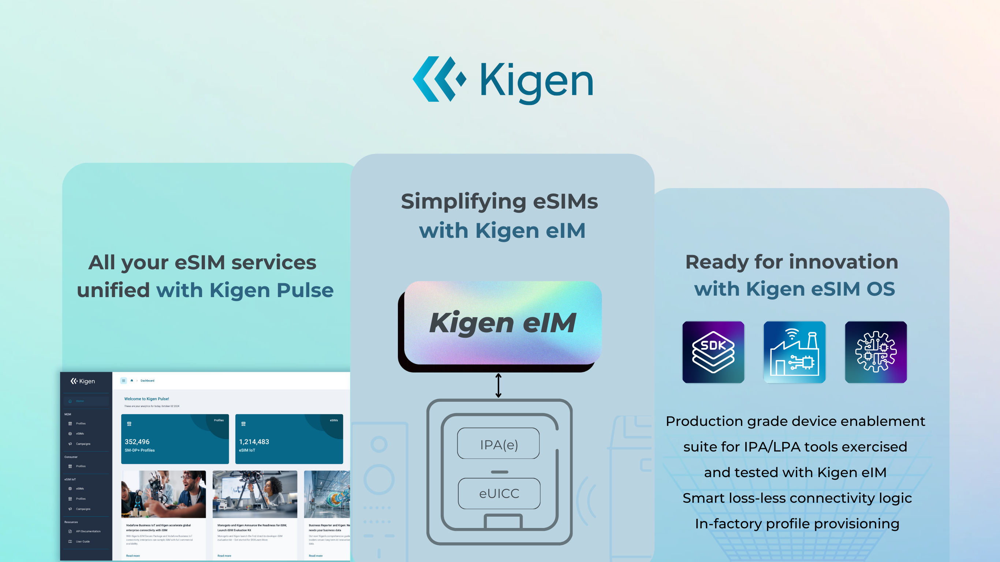 Kigen
All your eSIM services
unified with Kigen Pulse
Kigen
Home
M2M
Profiles
eSIMs
Campaigns
Consumer
Profiles
eSIM IoT
eSIMs
Profiles
Campaigns
Resources
API Documentation
User Guide
Dashboard
Welcome to Kigen Pulse!
These are your analytics for today, October 02 2024
Profiles
352,496
SM-DP+ Profiles
eSIMs
1,214,483
eSIM IoT
Vodafone Business IoT and Kigen accelerate global
enterprise connectivity with iSIM
With Kigen's iSIM Secure Package and Vodafone Business IoT
connectivity, enterprises can sample iSIM with full commercial
availability.
Read more
Monogoto and Kigen Announce the Readiness for iSIM,
Launch iSIM Evaluation Kit
Monogoto and Kigen launch the first direct-to-developer iSIM
evaluation kit – Get started for $50!Learn More
Read more
Business Reporter and Kigen: Ne
needs your business data
Out now! Kigen's comprehensive guide
leaders secure long term AI innovation
data.
Read more
Simplifying eSIMs
with Kigen eIM
Kigen eIM
IPA(e)
eUICC
Ready for innovation
with Kigen eSIM OS
SDK
Production grade device enablement
suite for IPA/LPA tools exercised
and tested with Kigen eIM
Smart loss-less connectivity logic
In-factory profile provisioning